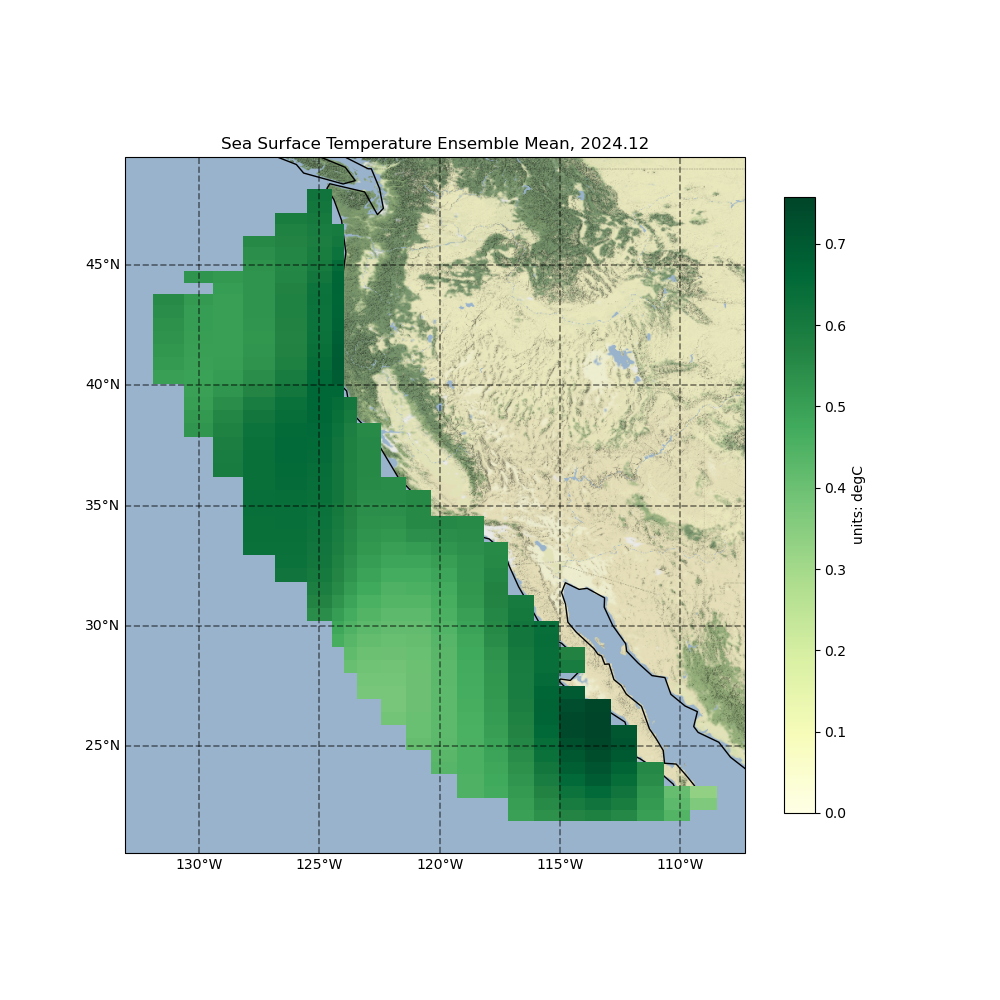 Sea Surface Temperature Ensemble Mean, 2024.12
45°N
40°N
35°N
30°N
25°N
130°W
125°W
120°W
115°W
110°W
0.7
0.6
0.5
0.4
0.3
0.2
0.1
0.0
units: degC